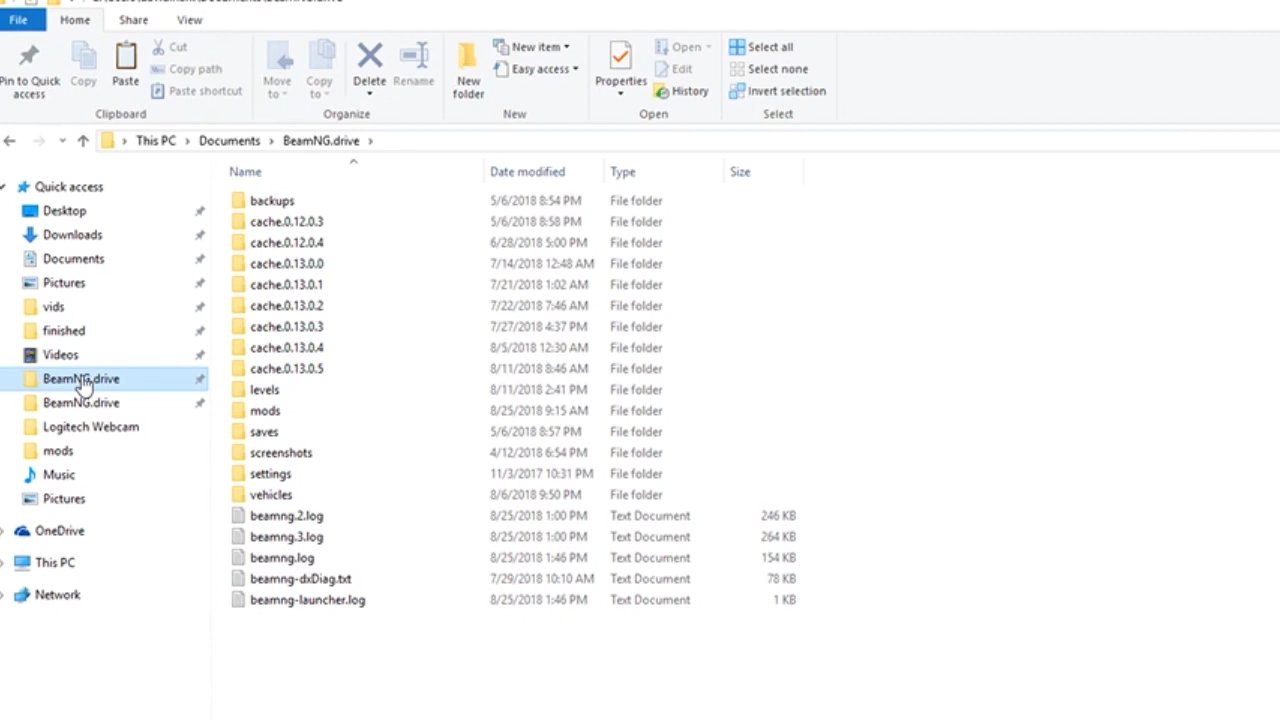 File Home Share View
Pin to Quick access
Copy
Paste
Cut
Copy path
Paste shortcut
Clipboard
Move to
Copy to
Delete
Rename
Organize
New folder
New item
Easy access
New
Properties
Open
Edit
History
Open
Select all
Select none
Invert selection
Select
This PC Documents BeamNG.drive
Name Date modified Type Size
Quick access
Desktop
Downloads
Documents
Pictures
vids
finished
Videos
BeamNG.drive
BeamNG.drive
Logitech Webcam
mods
Music
Pictures
OneDrive
This PC
Network
backups 5/6/2018 8:54 PM File folder
cache.0.12.0.3 5/6/2018 8:58 PM File folder
cache.0.12.0.4 6/28/2018 5:00 PM File folder
cache.0.13.0.0 7/14/2018 12:48 AM File folder
cache.0.13.0.1 7/21/2018 1:02 AM File folder
cache.0.13.0.2 7/22/2018 7:46 AM File folder
cache.0.13.0.3 7/27/2018 4:37 PM File folder
cache.0.13.0.4 8/5/2018 12:30 AM File folder
cache.0.13.0.5 8/11/2018 8:46 AM File folder
levels 8/11/2018 2:41 PM File folder
mods 8/25/2018 9:15 AM File folder
saves 5/6/2018 8:57 PM File folder
screenshots 4/12/2018 6:54 PM File folder
settings 11/3/2017 10:31 PM File folder
vehicles 8/6/2018 9:50 PM File folder
beamng.2.log 8/25/2018 1:00 PM Text Document 246 KB
beamng.3.log 8/25/2018 1:00 PM Text Document 264 KB
beamng.log 8/25/2018 1:46 PM Text Document 154 KB
beamng-dxDiag.txt 7/29/2018 10:10 AM Text Document 78 KB
beamng-launcher.log 8/25/2018 1:46 PM Text Document 1 KB